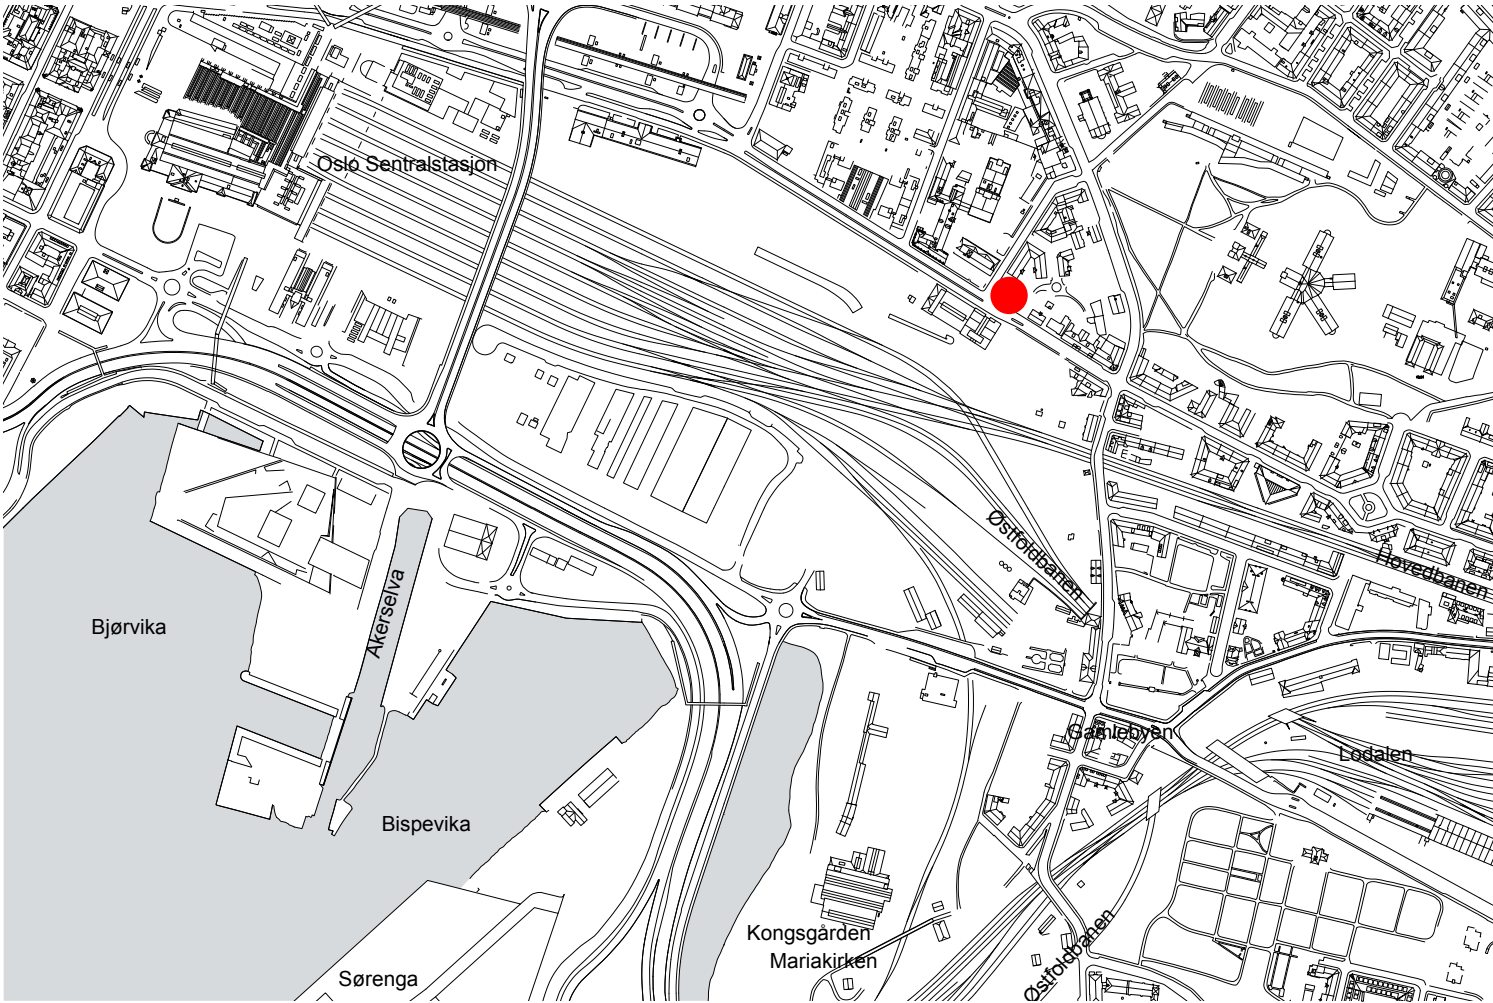 Oslo Sentralstasjon
Østfoldbanen
Hovedbanen
Akerselva
Bjørvika
Gamlebyen
Lodalen
Bispevika
Kongsgården
Mariakirken
Østfoldbanen
Sørenga